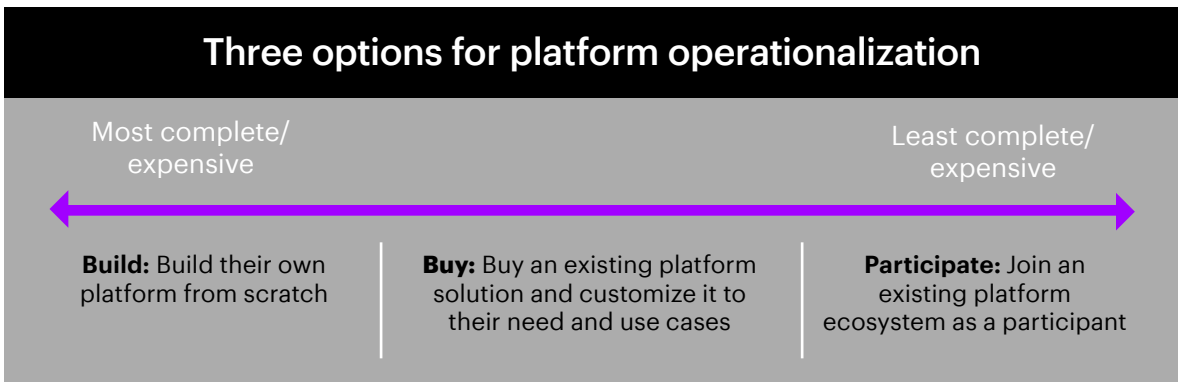 Three options for platform operationalization
Most complete/
expensive
Least complete/
expensive
Build: Build their own
platform from scratch
Buy: Buy an existing platform
solution and customize it to
their need and use cases
Participate: Join an
existing platform
ecosystem as a participant